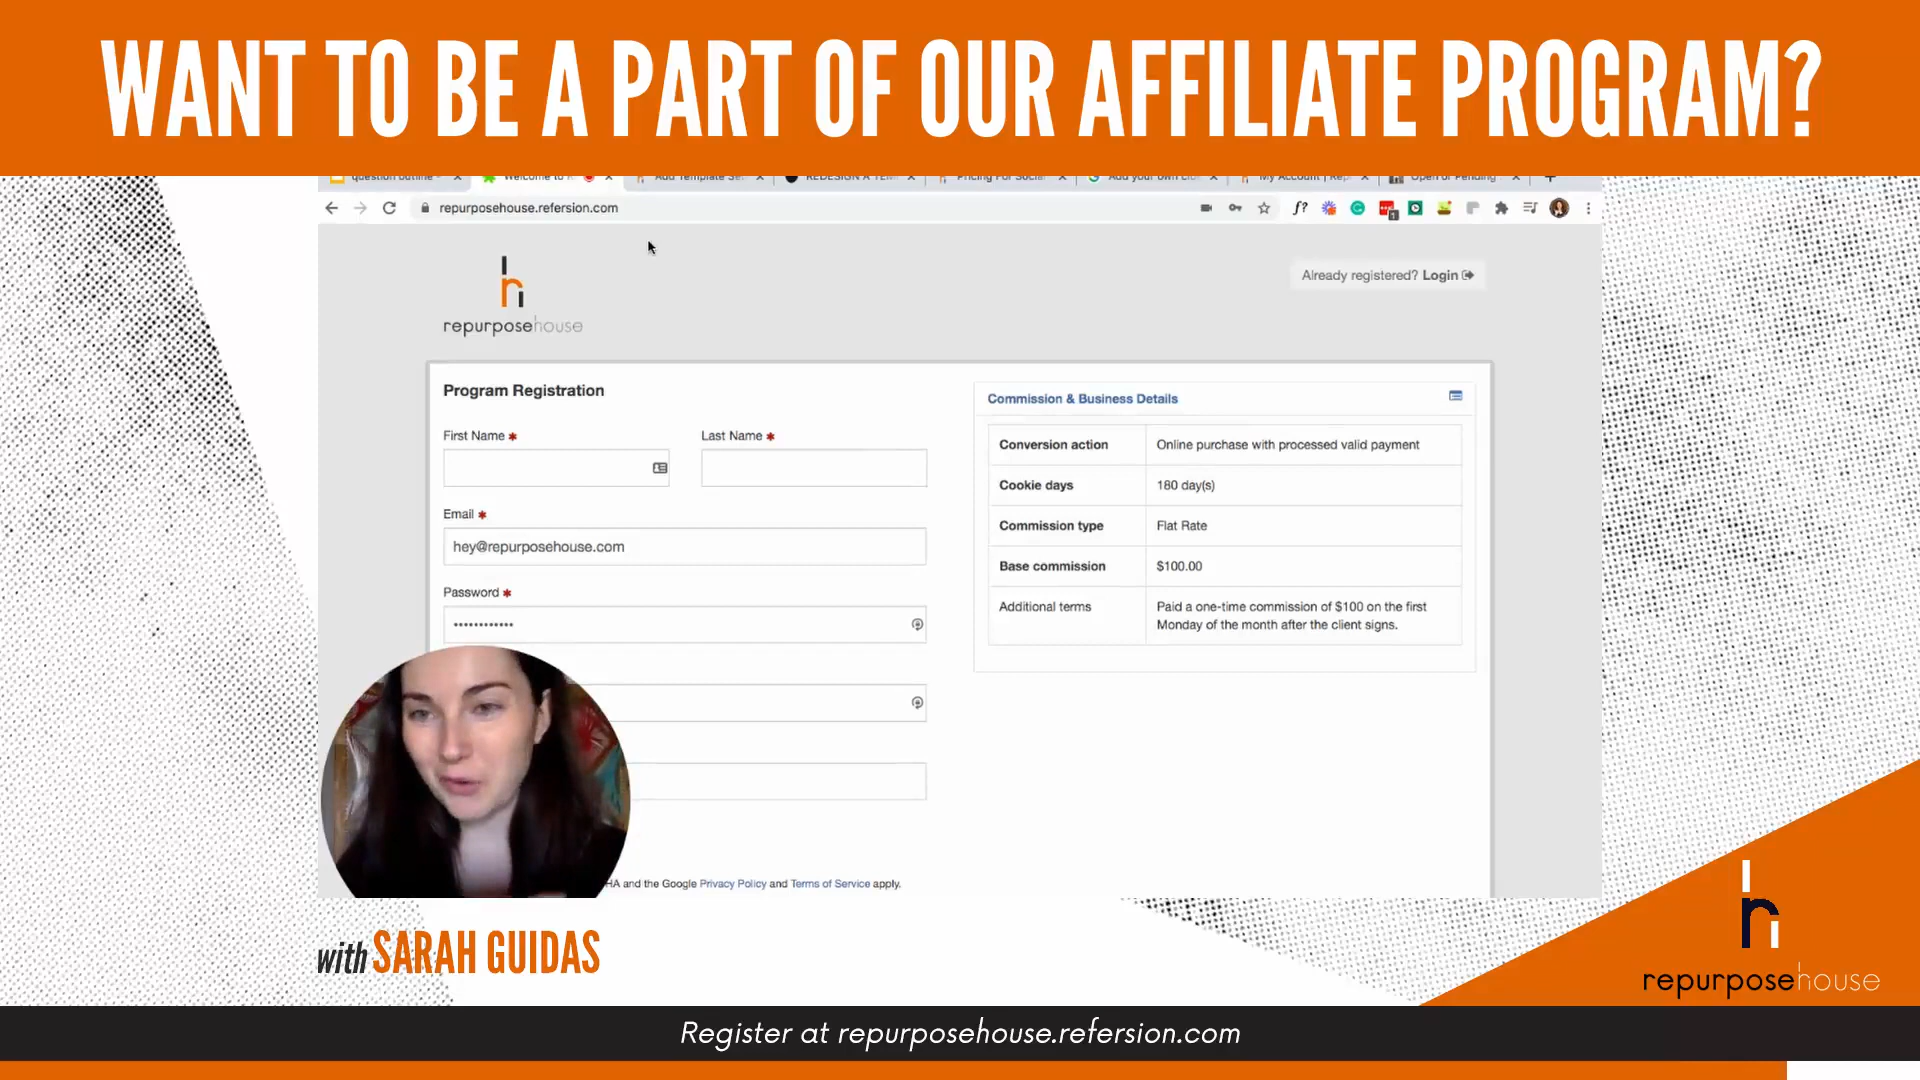 WANT TO BE A PART OF OUR AFFILIATE PROGRAM?
repurposehouse.refersion.com
repurposehouse
Already registered? Login
Program Registration
First Name *
Last Name *
Email *
hey@repurposehouse.com
Password *
Commission & Business Details
Conversion action
Online purchase with processed valid payment
Cookie days
180 day(s)
Commission type
Flat Rate
Base commission
$100.00
Additional terms
Paid a one-time commission of $100 on the first
Monday of the month after the client signs.
and the Google Privacy Policy and Terms of Service apply.
with SARAH GUIDAS
repurposehouse
Register at repurposehouse.refersion.com